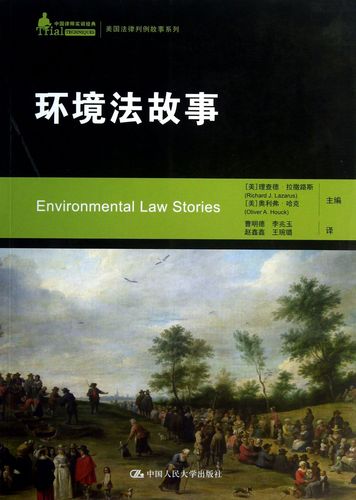 中国律师实训经典
Trial
TECHNIQUES
美国法律判例故事系列
环境法故事
Environmental Law Stories
[美]理查德·拉撒路斯
(Richard J. Lazarus)
[美]奥利弗·哈克
(Oliver A. Houck)
主编
曹明德 李兆玉
赵鑫鑫 王琬璐
译
中国人民大学出版社